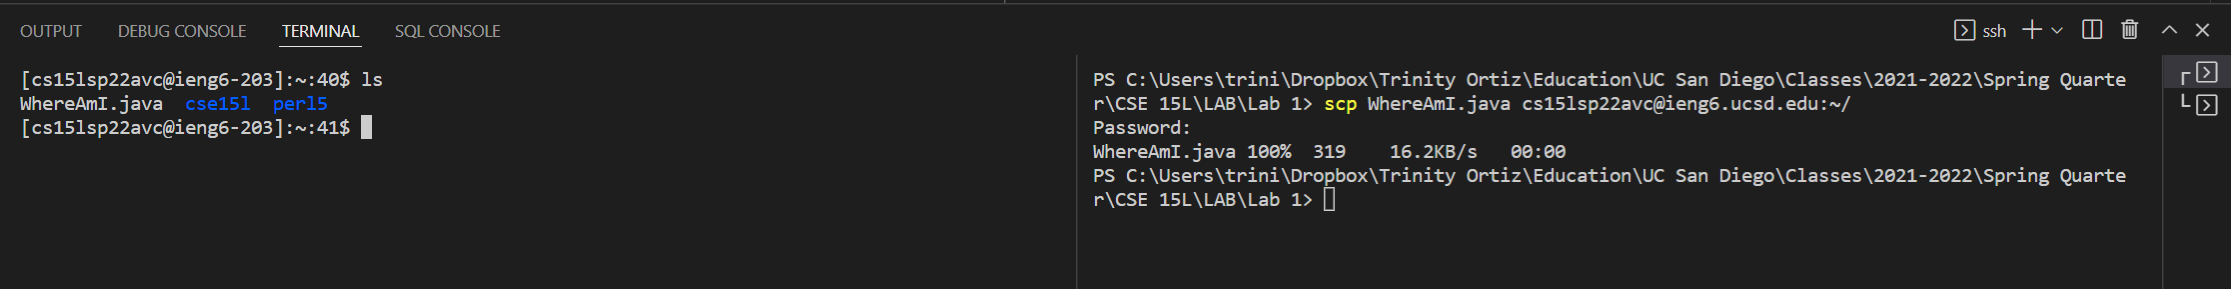 OUTPUT DEBUG CONSOLE TERMINAL SQL CONSOLE ssh
[cs15lsp22avc@ieng6-203]:~:40$ ls
WhereAmI.java cse15l perl5
[cs15lsp22avc@ieng6-203]:~:41$
PS C:\Users\trini\Dropbox\Trinity Ortiz\Education\UC San Diego\Classes\2021-2022\Spring Quarte
r\CSE 15L\LAB\Lab 1> scp WhereAmI.java cs15lsp22avc@ieng6.ucsd.edu:~/
Password:
WhereAmI.java 100% 319 16.2KB/s 00:00
PS C:\Users\trini\Dropbox\Trinity Ortiz\Education\UC San Diego\Classes\2021-2022\Spring Quarte
r\CSE 15L\LAB\Lab 1>